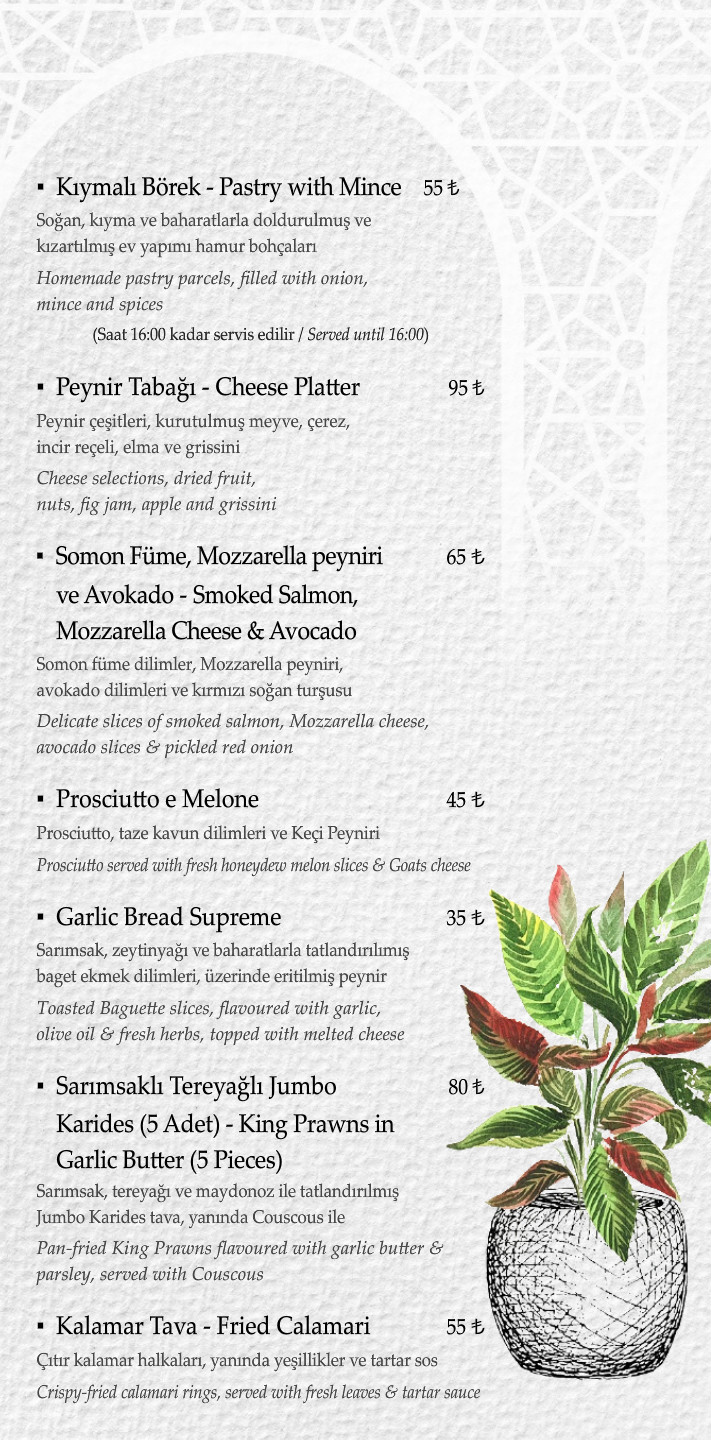 ▪ Kıymalı Börek - Pastry with Mince 55 ₺
Soğan, kıyma ve baharatlarla doldurulmuş ve
kızartılmış ev yapımı hamur bohçaları
Homemade pastry parcels, filled with onion,
mince and spices
(Saat 16:00 kadar servis edilir / Served until 16:00)
▪ Peynir Tabağı - Cheese Platter 95 ₺
Peynir çeşitleri, kurutulmuş meyve, çerez,
incir reçeli, elma ve grissini
Cheese selections, dried fruit,
nuts, fig jam, apple and grissini
▪ Somon Füme, Mozzarella peyniri 65 ₺
ve Avokado - Smoked Salmon,
Mozzarella Cheese & Avocado
Somon füme dilimler, Mozzarella peyniri,
avokado dilimleri ve kırmızı soğan turşusu
Delicate slices of smoked salmon, Mozzarella cheese,
avocado slices & pickled red onion
▪ Prosciutto e Melone 45 ₺
Prosciutto, taze kavun dilimleri ve Keçi Peyniri
Prosciutto served with fresh honeydew melon slices & Goats cheese
▪ Garlic Bread Supreme 35 ₺
Sarımsak, zeytinyağı ve baharatlarla tatlandırılımış
baget ekmek dilimleri, üzerinde eritilmiş peynir
Toasted Baguette slices, flavoured with garlic,
olive oil & fresh herbs, topped with melted cheese
▪ Sarımsaklı Tereyağlı Jumbo 80 ₺
Karides (5 Adet) - King Prawns in
Garlic Butter (5 Pieces)
Sarımsak, tereyağı ve maydonoz ile tatlandırılmış
Jumbo Karides tava, yanında Couscous ile
Pan-fried King Prawns flavoured with garlic butter &
parsley, served with Couscous
▪ Kalamar Tava - Fried Calamari 55 ₺
Çıtır kalamar halkaları, yanında yeşillikler ve tartar sos
Crispy-fried calamari rings, served with fresh leaves & tartar sauce